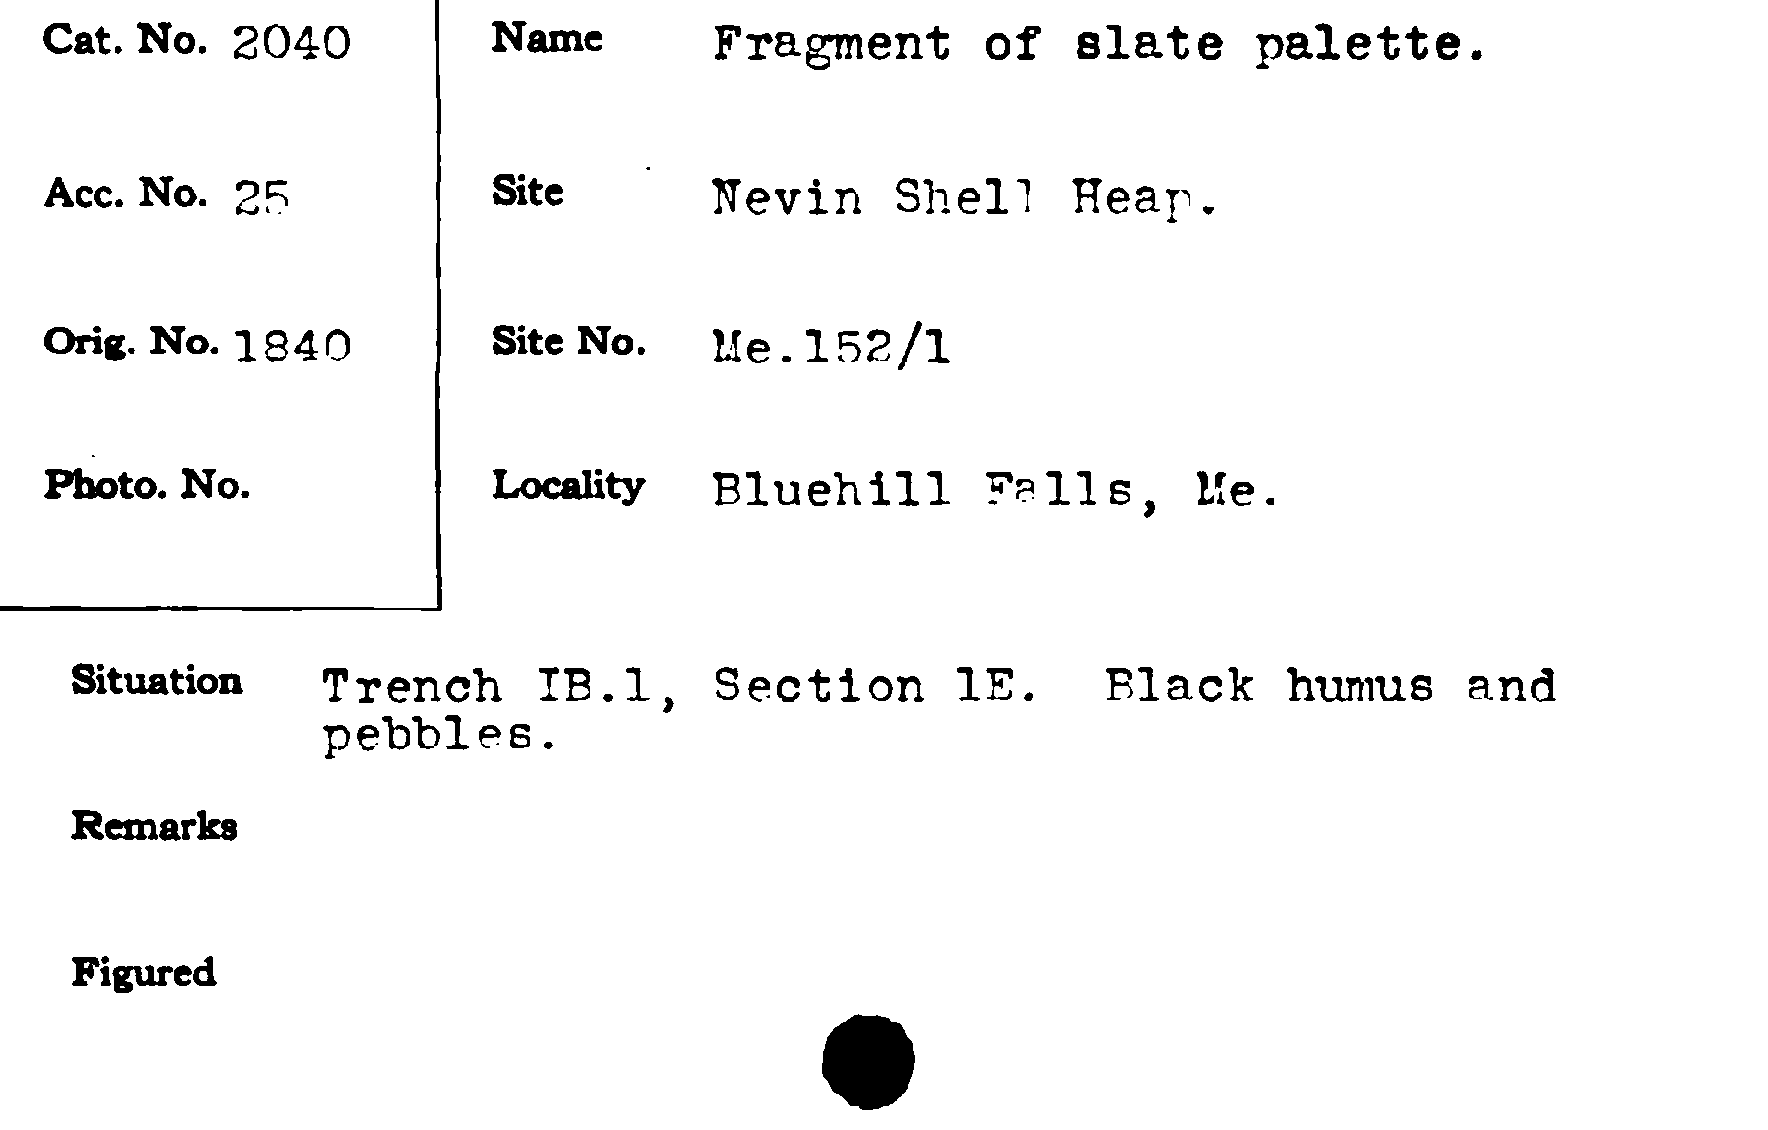 Cat. No. 2040
Name Fragment of slate palette.
Acc. No. 25
Site Nevin Shell Heap.
Orig. No. 1840
Site No. Me.152/1
Photo. No.
Locality Bluehill Falls, Me.
Situation Trench IB.1, Section 1E. Black humus and
pebbles.
Remarks
Figured